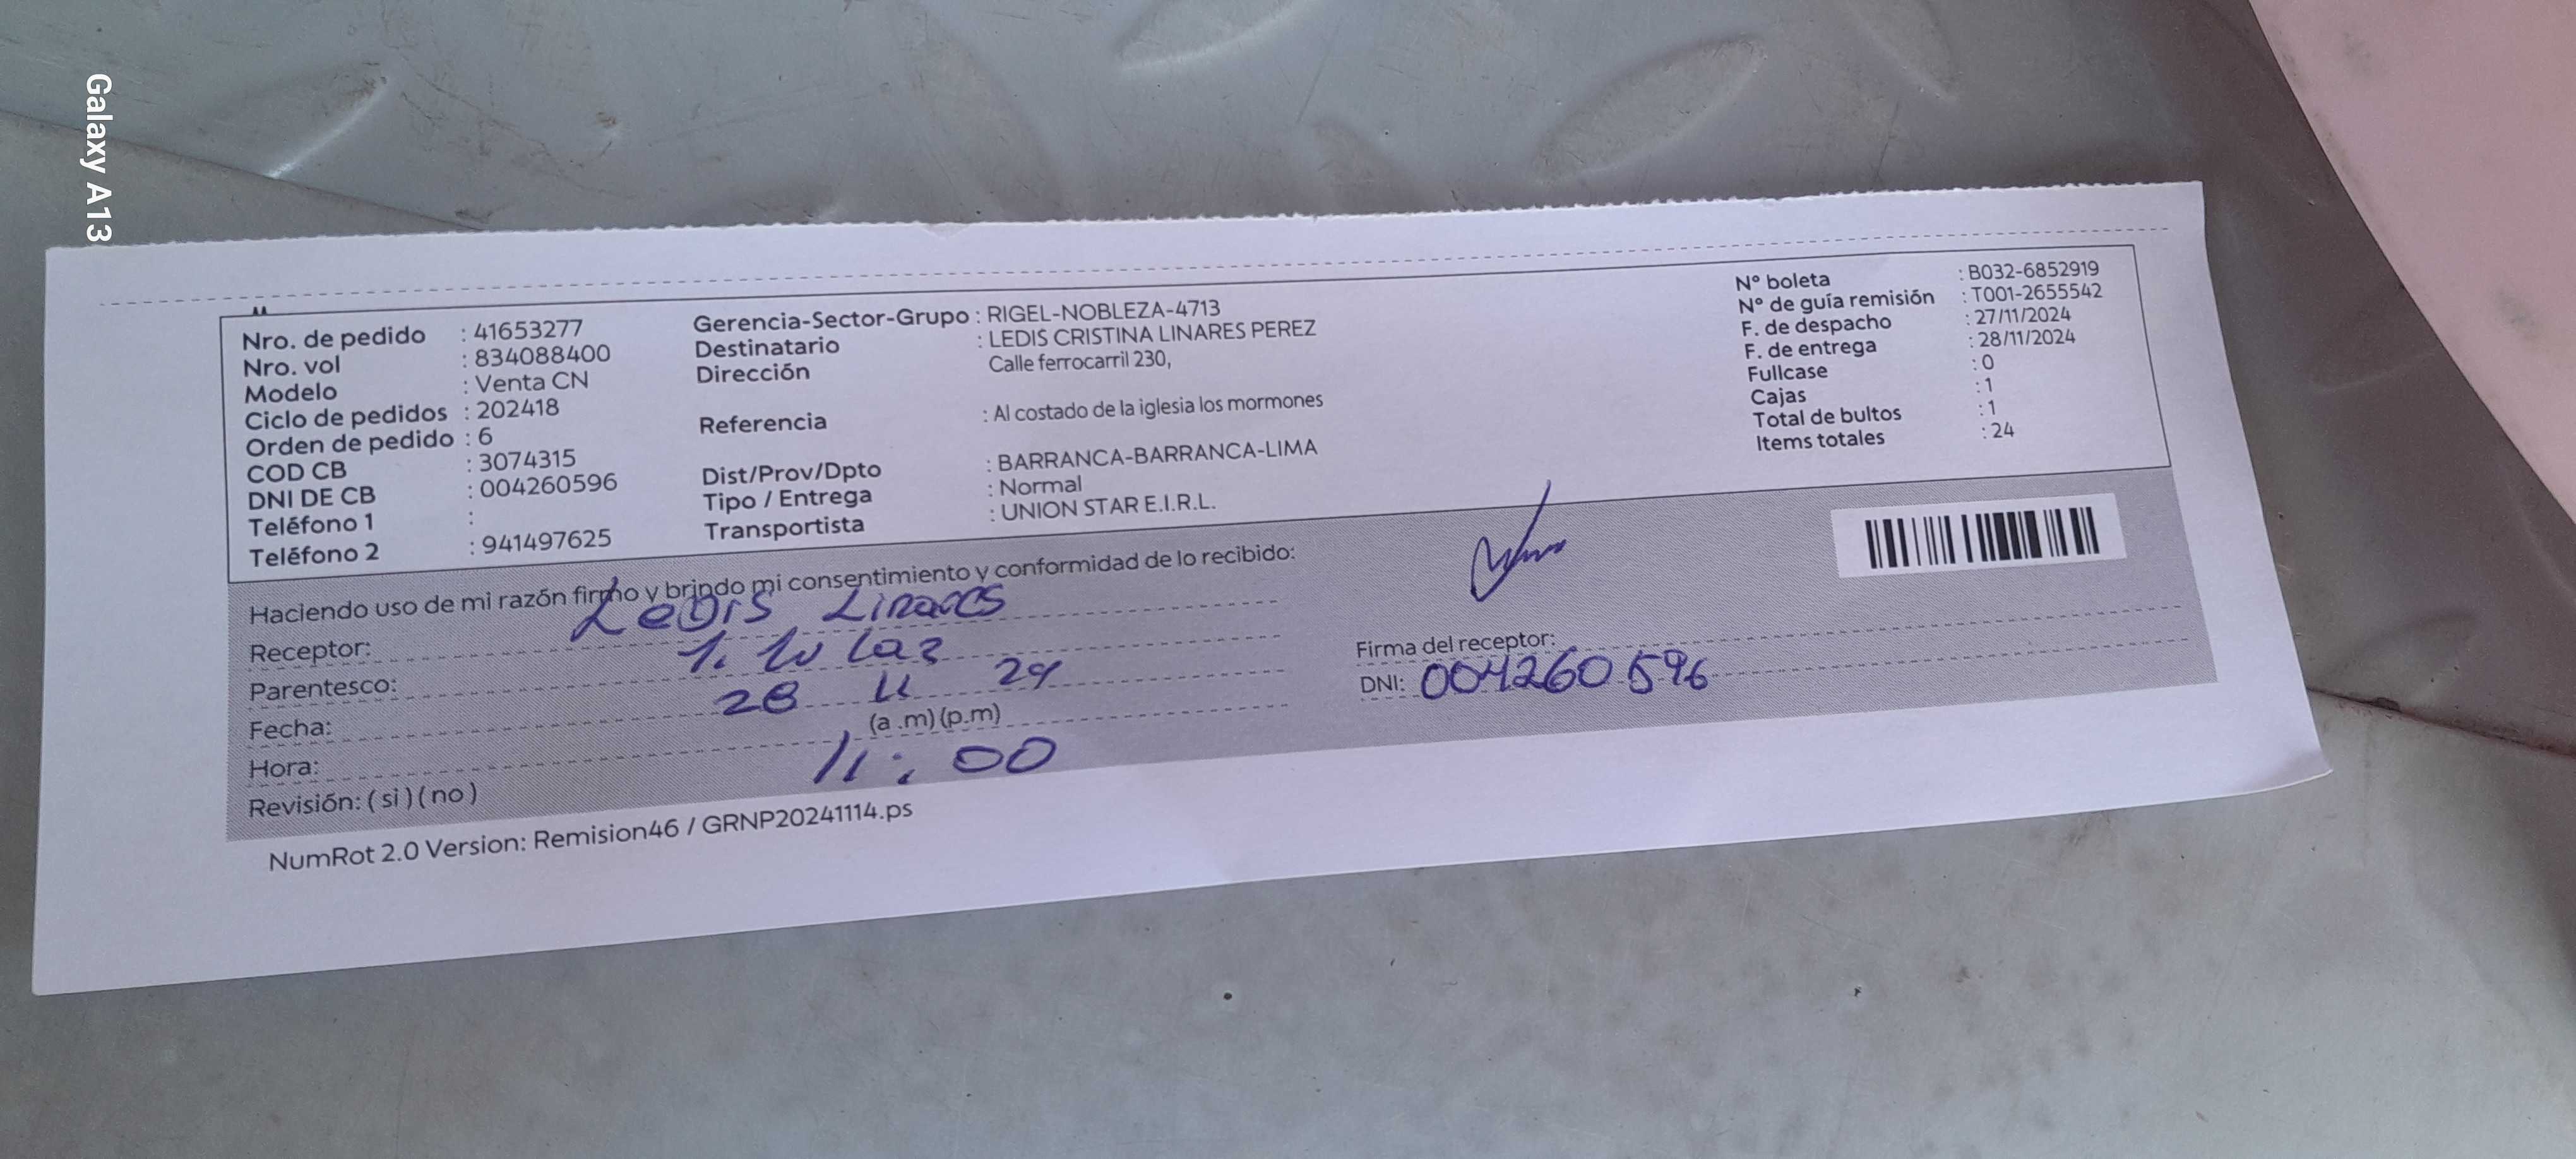 Galaxy A13
Nro. de pedido : 41653277
Nro. vol : 834088400
Modelo : Venta CN
Ciclo de pedidos : 202418
Orden de pedido : 6
COD CB : 3074315
DNI DE CB : 004260596
Teléfono 1 :
Teléfono 2 : 941497625
Gerencia-Sector-Grupo : RIGEL-NOBLEZA-4713
Destinatario : LEDIS CRISTINA LINARES PEREZ
Dirección Calle ferrocarril 230,
Referencia : Al costado de la iglesia los mormones
Dist/Prov/Dpto : BARRANCA-BARRANCA-LIMA
Tipo / Entrega : Normal
Transportista : UNION STAR E.I.R.L.
N° boleta : B032-6852919
N° de guía remisión : T001-2655542
F. de despacho : 27/11/2024
F. de entrega : 28/11/2024
Fullcase : 0
Cajas : 1
Total de bultos : 1
Items totales : 24
Haciendo uso de mi razón firmo y brindo mi consentimiento y conformidad de lo recibido:
Receptor: Ledis Linares
Parentesco:
Fecha: 28 11 24
Hora: (a .m) (p.m) 11:00
Revisión: ( si ) ( no )
Firma del receptor:
DNI: 004260596
NumRot 2.0 Version: Remision46 / GRNP20241114.ps